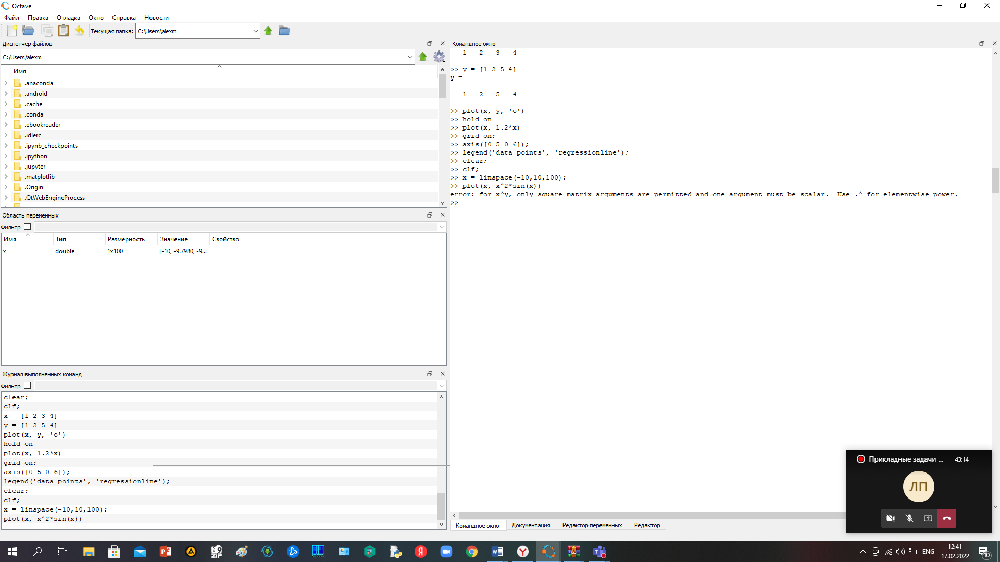 Octave
Файл Правка Отладка Окно Справка Новости
Текущая папка: C:\Users\alexm
Диспетчер файлов
C:/Users/alexm
Имя
.anaconda
.android
.cache
.conda
.ebookreader
.idlerc
.ipynb_checkpoints
.ipython
.jupyter
.matplotlib
.Origin
.QtWebEngineProcess
Область переменных
Фильтр
Имя Тип Размерность Значение Свойство
x double 1x100 [-10, -9.7980, -9...
Журнал выполненных команд
Фильтр
clear;
clf;
x = [1 2 3 4]
y = [1 2 5 4]
plot(x, y, 'o')
hold on
plot(x, 1.2*x)
grid on;
axis([0 5 0 6]);
legend('data points', 'regressionline');
clear;
clf;
x = linspace(-10,10,100);
plot(x, x^2*sin(x))
Командное окно
1 2 3 4
>> y = [1 2 5 4]
y =
1 2 5 4
>> plot(x, y, 'o')
>> hold on
>> plot(x, 1.2*x)
>> grid on;
>> axis([0 5 0 6]);
>> legend('data points', 'regressionline');
>> clear;
>> clf;
>> x = linspace(-10,10,100);
>> plot(x, x^2*sin(x))
error: for x^y, only square matrix arguments are permitted and one argument must be scalar.  Use .^ for elementwise power.
>>
Командное окно Документация Редактор переменных Редактор
Прикладные задачи ... 43:14
ЛП
ENG
12:41
17.02.2022
10